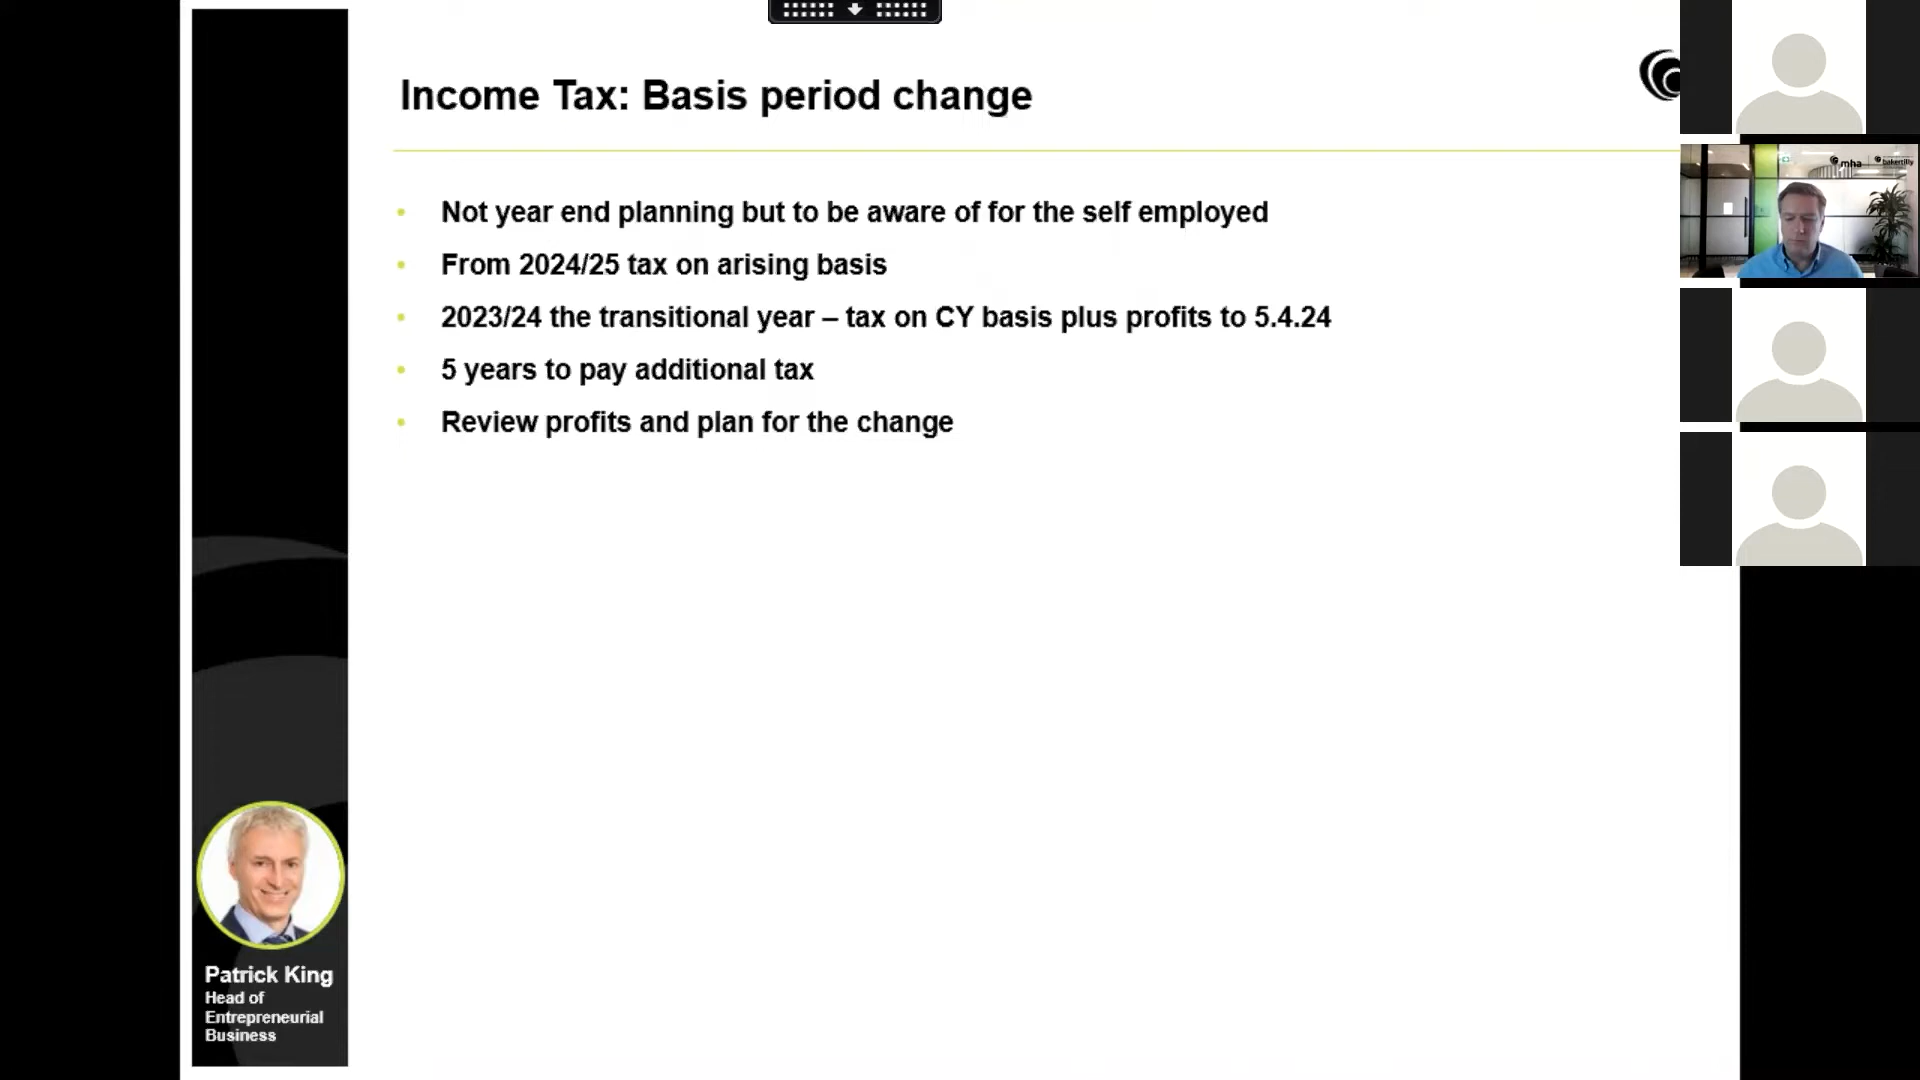 Income Tax: Basis period change
• Not year end planning but to be aware of for the self employed
• From 2024/25 tax on arising basis
• 2023/24 the transitional year – tax on CY basis plus profits to 5.4.24
• 5 years to pay additional tax
• Review profits and plan for the change
mha bakertilly
Patrick King
Head of
Entrepreneurial
Business